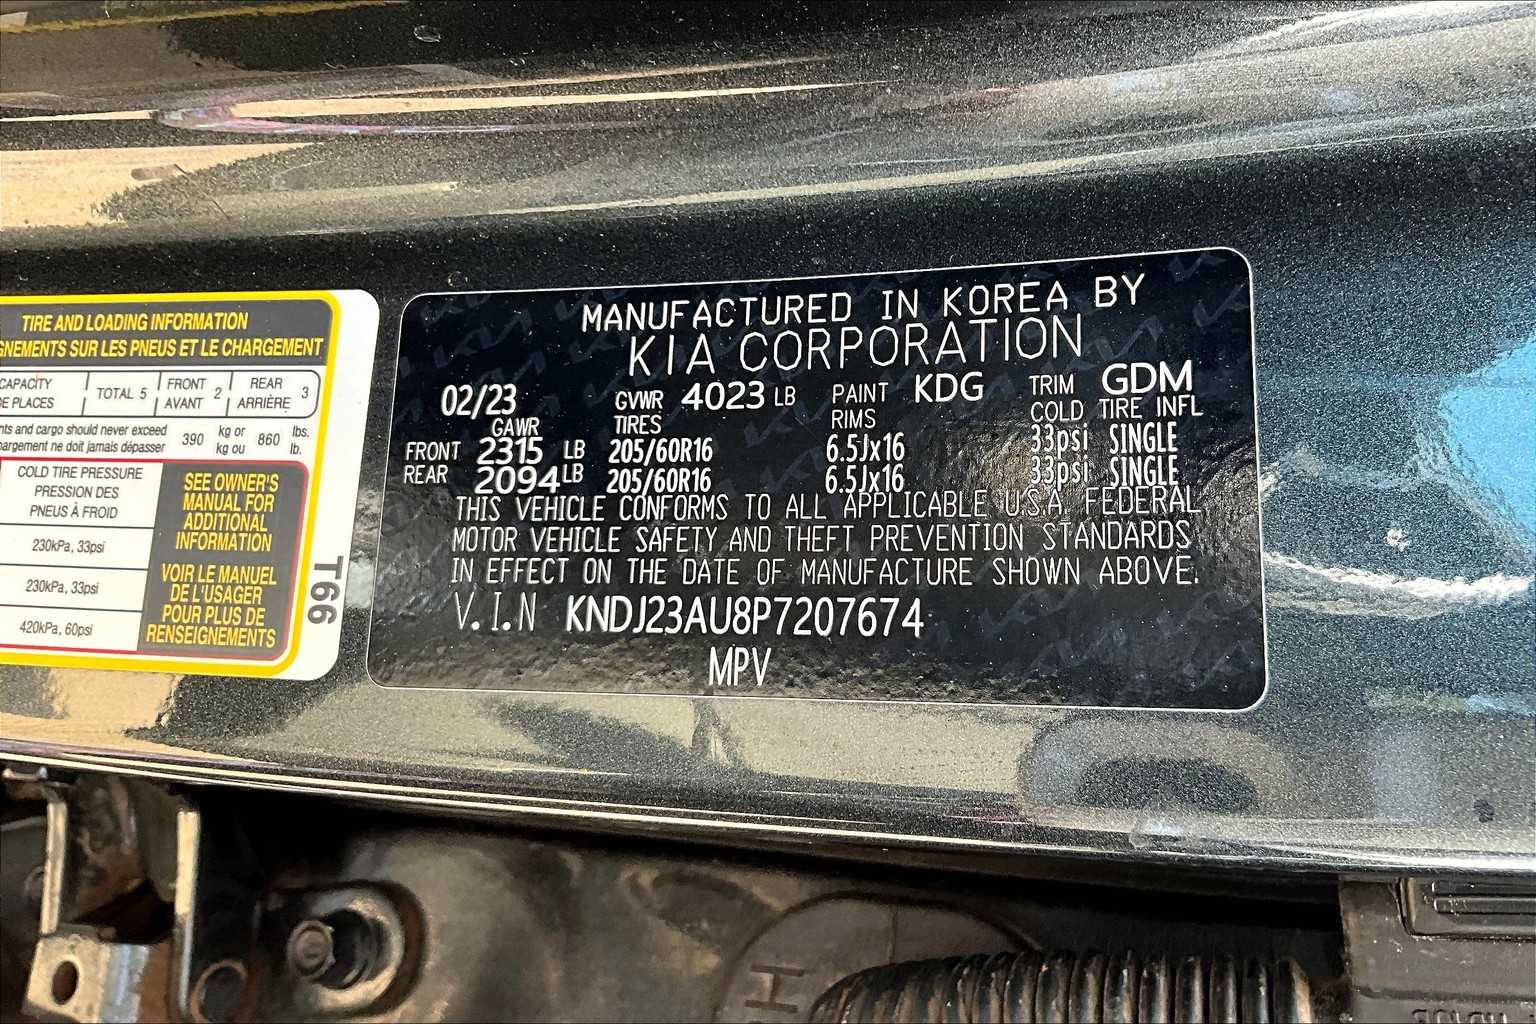 TIRE AND LOADING INFORMATION
GNEMENTS SUR LES PNEUS ET LE CHARGEMENT
CAPACITY
DE PLACES
TOTAL 5
FRONT
AVANT
2
REAR
ARRIÈRE
3
nts and cargo should never exceed
argement ne doit jamais dépasser
390
kg or
kg ou
860
lbs.
lb.
COLD TIRE PRESSURE
PRESSION DES
PNEUS À FROID
230kPa, 33psi
230kPa, 33psi
420kPa, 60psi
SEE OWNER'S
MANUAL FOR
ADDITIONAL
INFORMATION
VOIR LE MANUEL
DE L'USAGER
POUR PLUS DE
RENSEIGNEMENTS
T66
MANUFACTURED IN KOREA BY
KIA CORPORATION
02/23 GVWR 4023 LB PAINT KDG TRIM GDM
GAWR TIRES RIMS COLD TIRE INFL
FRONT 2315 LB 205/60R16 6.5Jx16 33psi SINGLE
REAR 2094 LB 205/60R16 6.5Jx16 33psi SINGLE
THIS VEHICLE CONFORMS TO ALL APPLICABLE U.S.A. FEDERAL
MOTOR VEHICLE SAFETY AND THEFT PREVENTION STANDARDS
IN EFFECT ON THE DATE OF MANUFACTURE SHOWN ABOVE.
V.I.N KNDJ23AU8P7207674
MPV
H